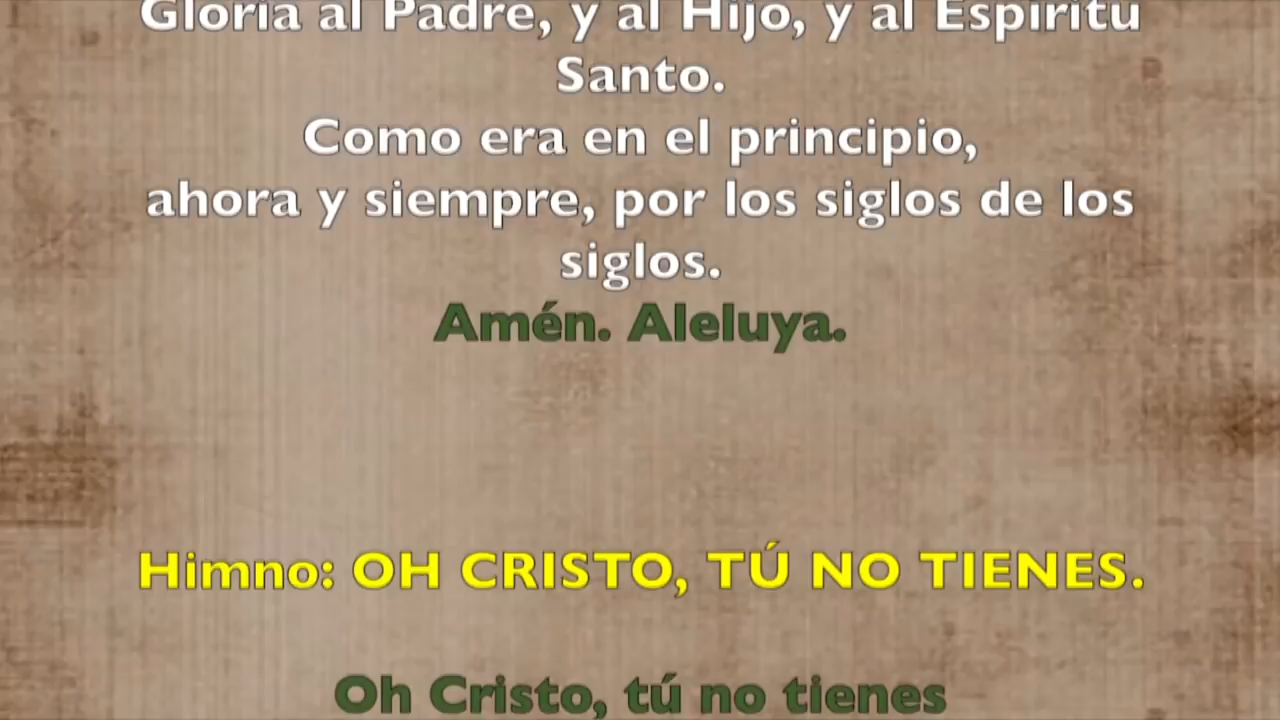 Gloria al Padre, y al Hijo, y al Espíritu
Santo.
Como era en el principio,
ahora y siempre, por los siglos de los
siglos.
Amén. Aleluya.
Himno: OH CRISTO, TÚ NO TIENES.
Oh Cristo, tú no tienes